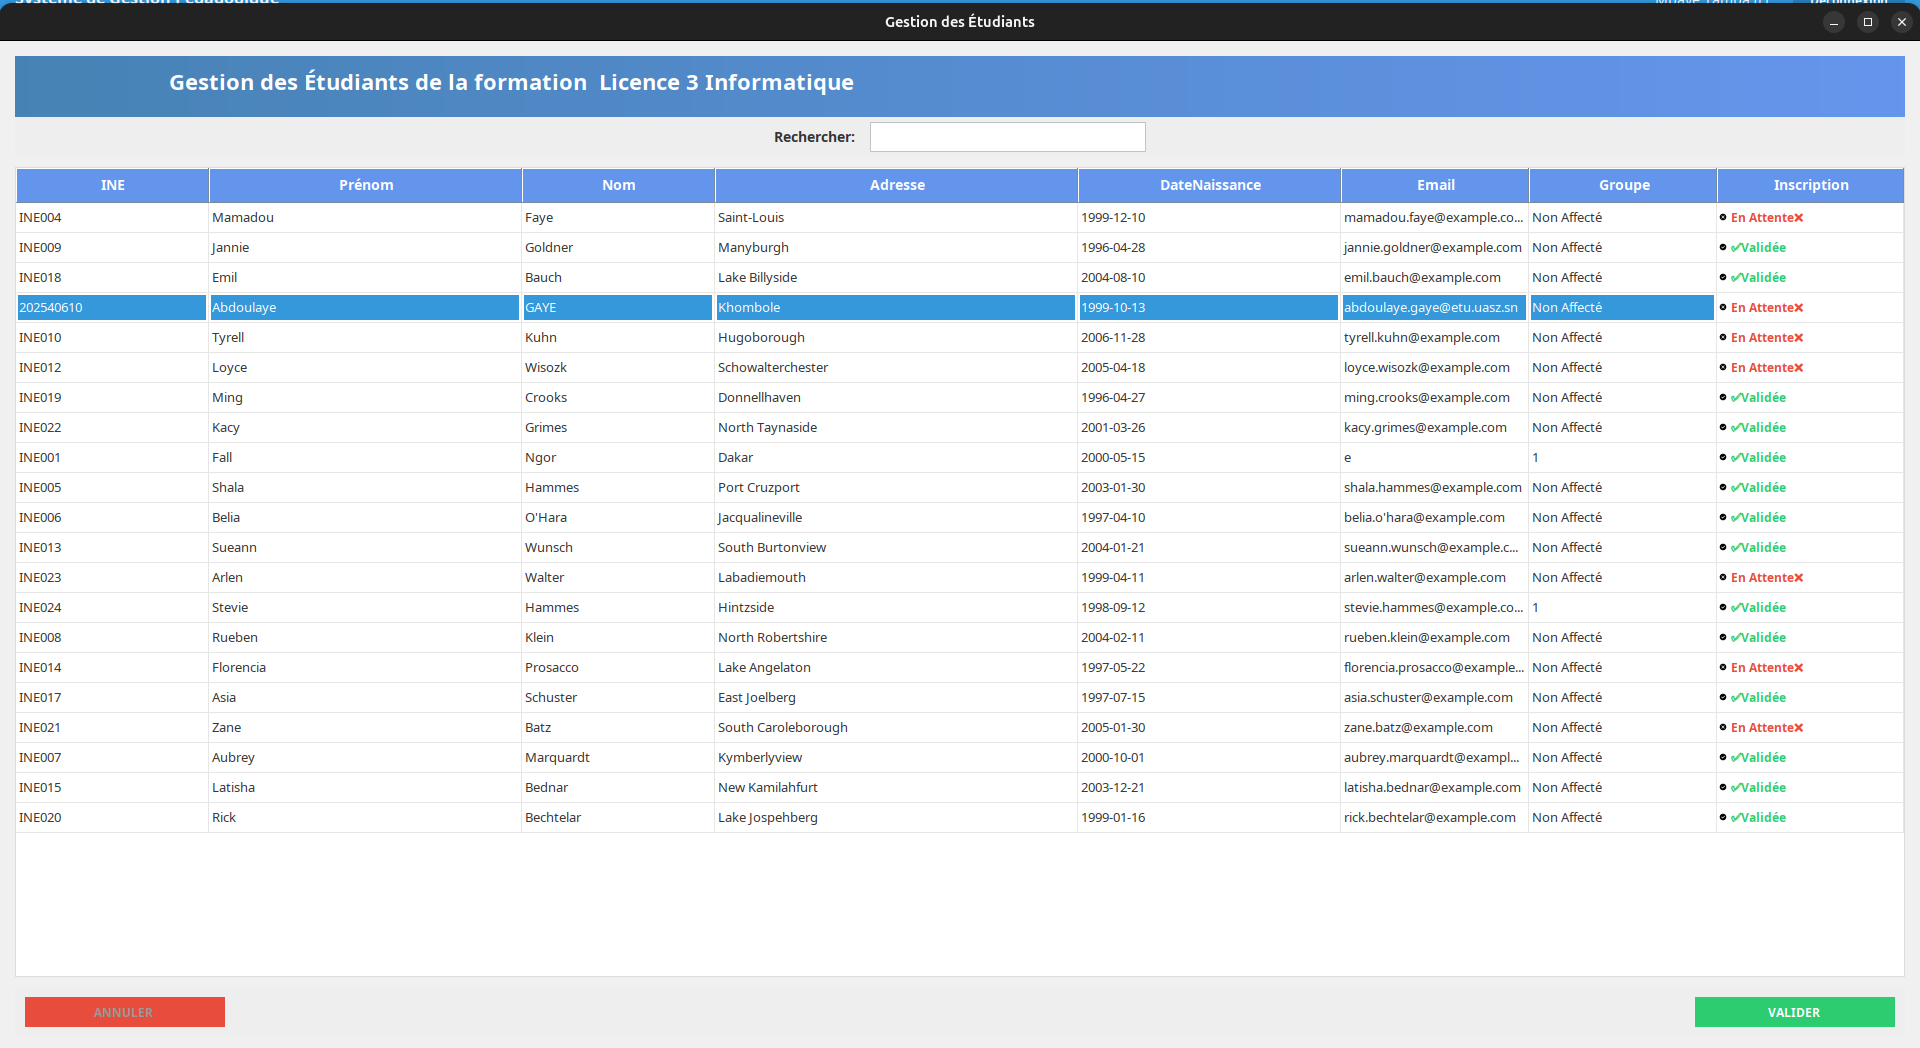 Système de Gestion Pédagogique
Déconnexion
Gestion des Étudiants
Gestion des Étudiants de la formation Licence 3 Informatique
Rechercher:
INE Prénom Nom Adresse DateNaissance Email Groupe Inscription
INE004 Mamadou Faye Saint-Louis 1999-12-10 mamadou.faye@example.co... Non Affecté En Attente❌
INE009 Jannie Goldner Manyburgh 1996-04-28 jannie.goldner@example.com Non Affecté ✅Validée
INE018 Emil Bauch Lake Billyside 2004-08-10 emil.bauch@example.com Non Affecté ✅Validée
202540610 Abdoulaye GAYE Khombole 1999-10-13 abdoulaye.gaye@etu.uasz.sn Non Affecté En Attente❌
INE010 Tyrell Kuhn Hugoborough 2006-11-28 tyrell.kuhn@example.com Non Affecté En Attente❌
INE012 Loyce Wisozk Schowalterchester 2005-04-18 loyce.wisozk@example.com Non Affecté En Attente❌
INE019 Ming Crooks Donnellhaven 1996-04-27 ming.crooks@example.com Non Affecté ✅Validée
INE022 Kacy Grimes North Taynaside 2001-03-26 kacy.grimes@example.com Non Affecté ✅Validée
INE001 Fall Ngor Dakar 2000-05-15 e 1 ✅Validée
INE005 Shala Hammes Port Cruzport 2003-01-30 shala.hammes@example.com Non Affecté ✅Validée
INE006 Belia O'Hara Jacqualineville 1997-04-10 belia.o'hara@example.com Non Affecté ✅Validée
INE013 Sueann Wunsch South Burtonview 2004-01-21 sueann.wunsch@example.c... Non Affecté ✅Validée
INE023 Arlen Walter Labadiemouth 1999-04-11 arlen.walter@example.com Non Affecté En Attente❌
INE024 Stevie Hammes Hintzside 1998-09-12 stevie.hammes@example.co... 1 ✅Validée
INE008 Rueben Klein North Robertshire 2004-02-11 rueben.klein@example.com Non Affecté ✅Validée
INE014 Florencia Prosacco Lake Angelaton 1997-05-22 florencia.prosacco@example... Non Affecté En Attente❌
INE017 Asia Schuster East Joelberg 1997-07-15 asia.schuster@example.com Non Affecté ✅Validée
INE021 Zane Batz South Caroleborough 2005-01-30 zane.batz@example.com Non Affecté En Attente❌
INE007 Aubrey Marquardt Kymberlyview 2000-10-01 aubrey.marquardt@exampl... Non Affecté ✅Validée
INE015 Latisha Bednar New Kamilahfurt 2003-12-21 latisha.bednar@example.com Non Affecté ✅Validée
INE020 Rick Bechtelar Lake Jospehberg 1999-01-16 rick.bechtelar@example.com Non Affecté ✅Validée
ANNULER
VALIDER